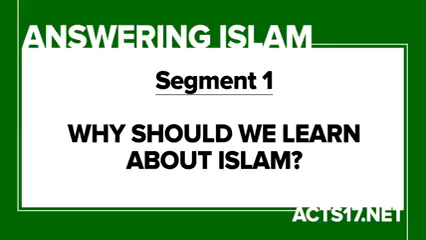 ANSWERING ISLAM
Segment 1
WHY SHOULD WE LEARN
ABOUT ISLAM?
ACTS17.NET